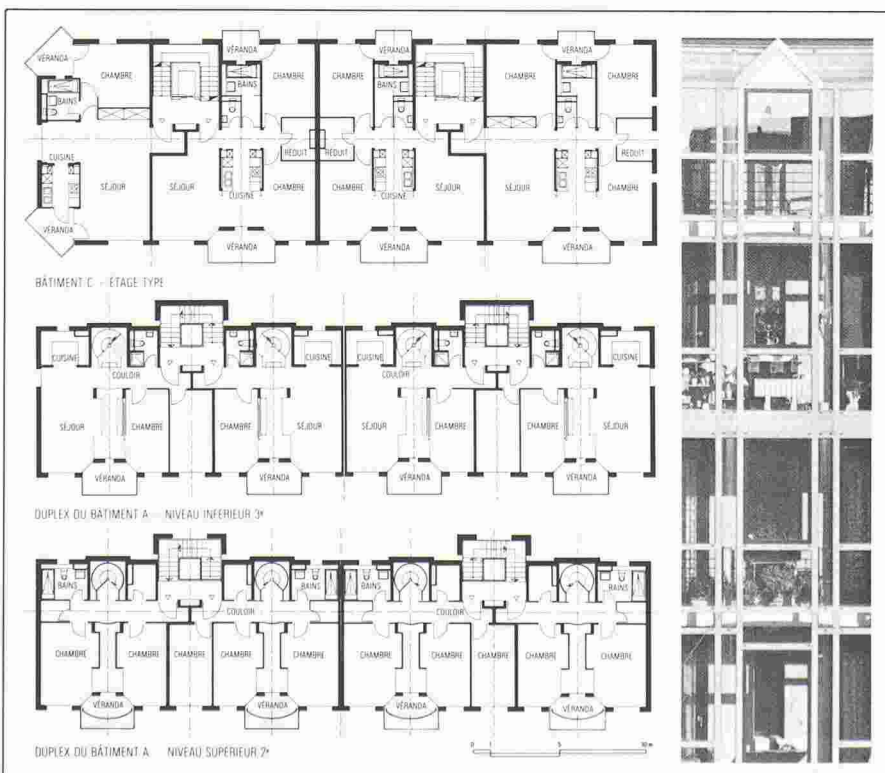 VÉRANDA
VÉRANDA
VÉRANDA
VÉRANDA
CHAMBRE
CHAMBRE
CHAMBRE
CHAMBRE
CHAMBRE
BAINS
BAINS
BAINS
RÉDUIT
RÉDUIT
RÉDUIT
CUISINE
SÉJOUR
SÉJOUR
CUISINE
CHAMBRE
CHAMBRE
CUISINE
SÉJOUR
SÉJOUR
CHAMBRE
VÉRANDA
VÉRANDA
VÉRANDA
VÉRANDA
BÂTIMENT C - ÉTAGE TYPE
CUISINE
CUISINE
CUISINE
CUISINE
COULOIR
COULOIR
SÉJOUR
CHAMBRE
CHAMBRE
SÉJOUR
SÉJOUR
CHAMBRE
CHAMBRE
SÉJOUR
VÉRANDA
VÉRANDA
VÉRANDA
VÉRANDA
DUPLEX DU BÂTIMENT A NIVEAU INFÉRIEUR 3e
BAINS
BAINS
BAINS
BAINS
COULOIR
COULOIR
CHAMBRE
CHAMBRE
CHAMBRE
CHAMBRE
CHAMBRE
CHAMBRE
CHAMBRE
CHAMBRE
CHAMBRE
CHAMBRE
VÉRANDA
VÉRANDA
VÉRANDA
VÉRANDA
DUPLEX DU BÂTIMENT A NIVEAU SUPÉRIEUR 2e
0 1 5 10 m